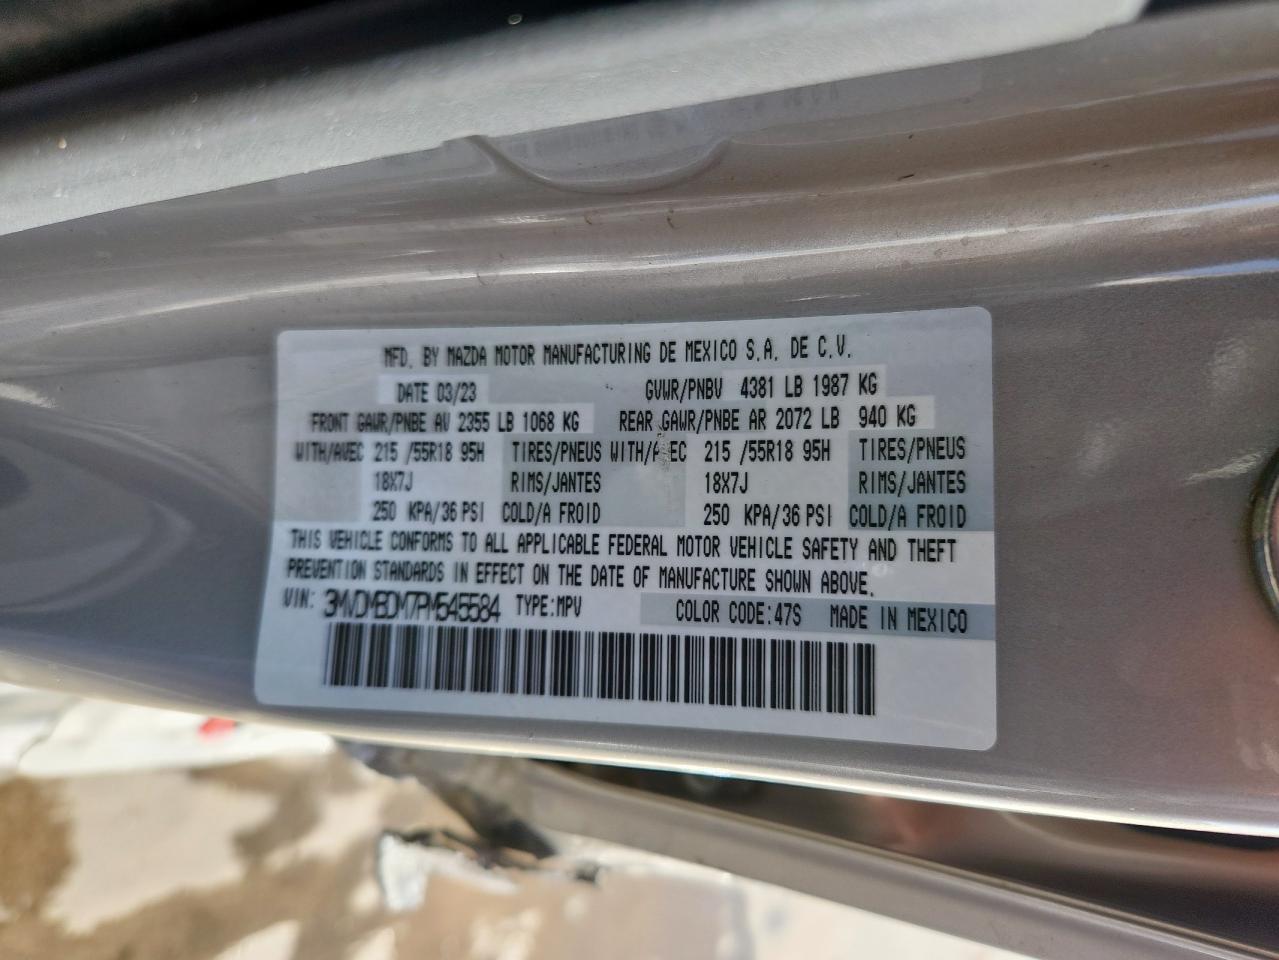 MFD. BY MAZDA MOTOR MANUFACTURING DE MEXICO S.A. DE C.V.
DATE 03/23 GVWR/PNBV 4381 LB 1987 KG
FRONT GAWR/PNBE AV 2355 LB 1068 KG REAR GAWR/PNBE AR 2072 LB 940 KG
WITH/AVEC 215 /55R18 95H TIRES/PNEUS WITH/AVEC 215 /55R18 95H TIRES/PNEUS
18X7J RIMS/JANTES 18X7J RIMS/JANTES
250 KPA/36 PSI COLD/A FROID 250 KPA/36 PSI COLD/A FROID
THIS VEHICLE CONFORMS TO ALL APPLICABLE FEDERAL MOTOR VEHICLE SAFETY AND THEFT
PREVENTION STANDARDS IN EFFECT ON THE DATE OF MANUFACTURE SHOWN ABOVE.
VIN: 3MVDMBDM7PM545584 TYPE:MPV COLOR CODE:47S MADE IN MEXICO